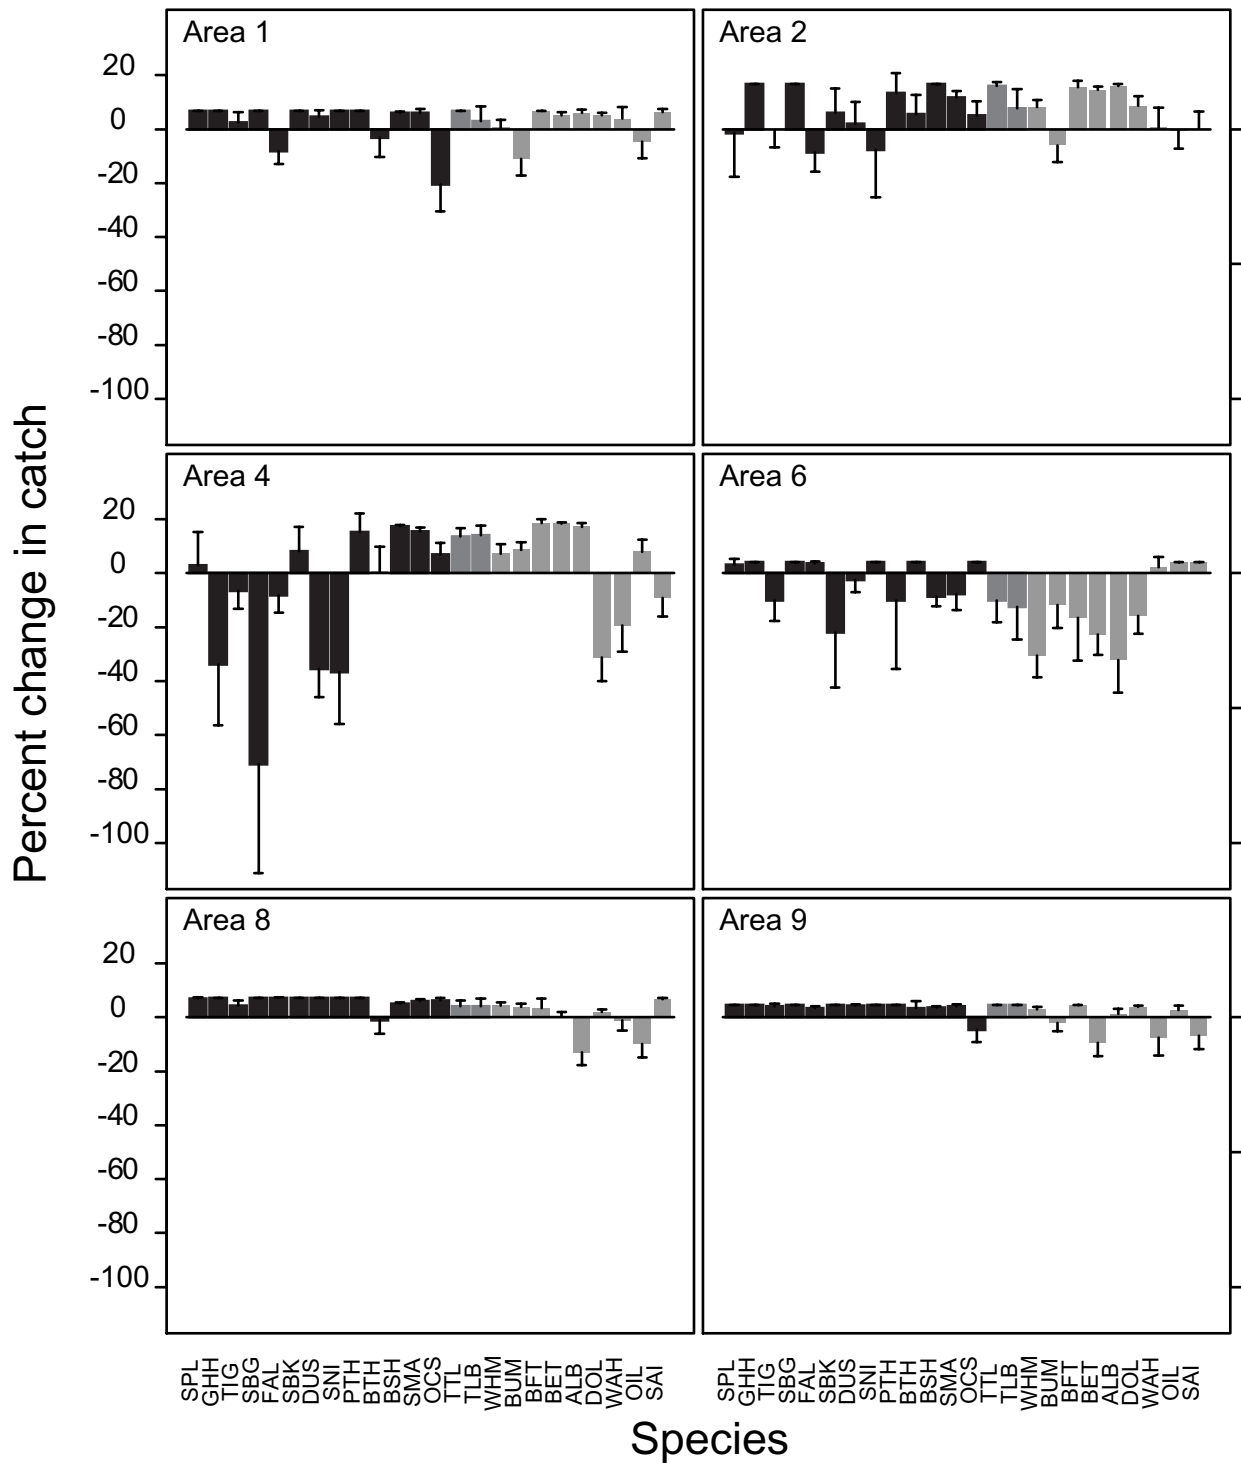 Percent change in catch
Area 1
20
0
-20
-40
-60
-80
-100
Area 2
Area 4
20
0
-20
-40
-60
-80
-100
Area 6
Area 8
20
0
-20
-40
-60
-80
-100
Area 9
SPL
GHH
TIG
SBG
FAL
SBK
DUS
SNI
PTH
BTH
BSH
SMA
OCS
TTL
TLB
WHM
BUM
BFT
BET
ALB
DOL
WAH
OIL
SAI
SPL
GHH
TIG
SBG
FAL
SBK
DUS
SNI
PTH
BTH
BSH
SMA
OCS
TTL
TLB
WHM
BUM
BFT
BET
ALB
DOL
WAH
OIL
SAI
Species